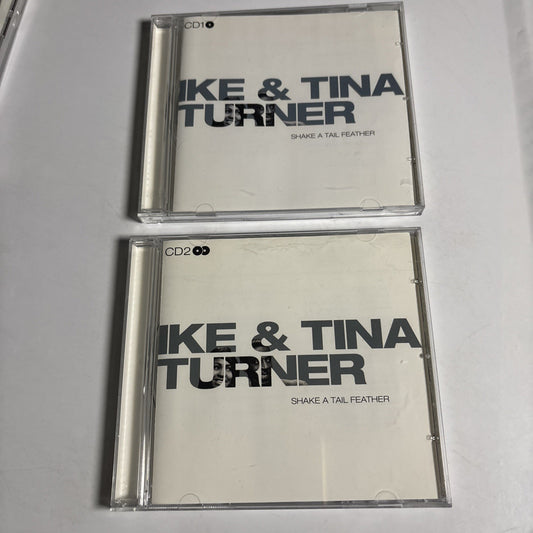 CD1
IKE & TINA
TURNER
SHAKE A TAIL FEATHER
CD2
IKE & TINA
TURNER
SHAKE A TAIL FEATHER